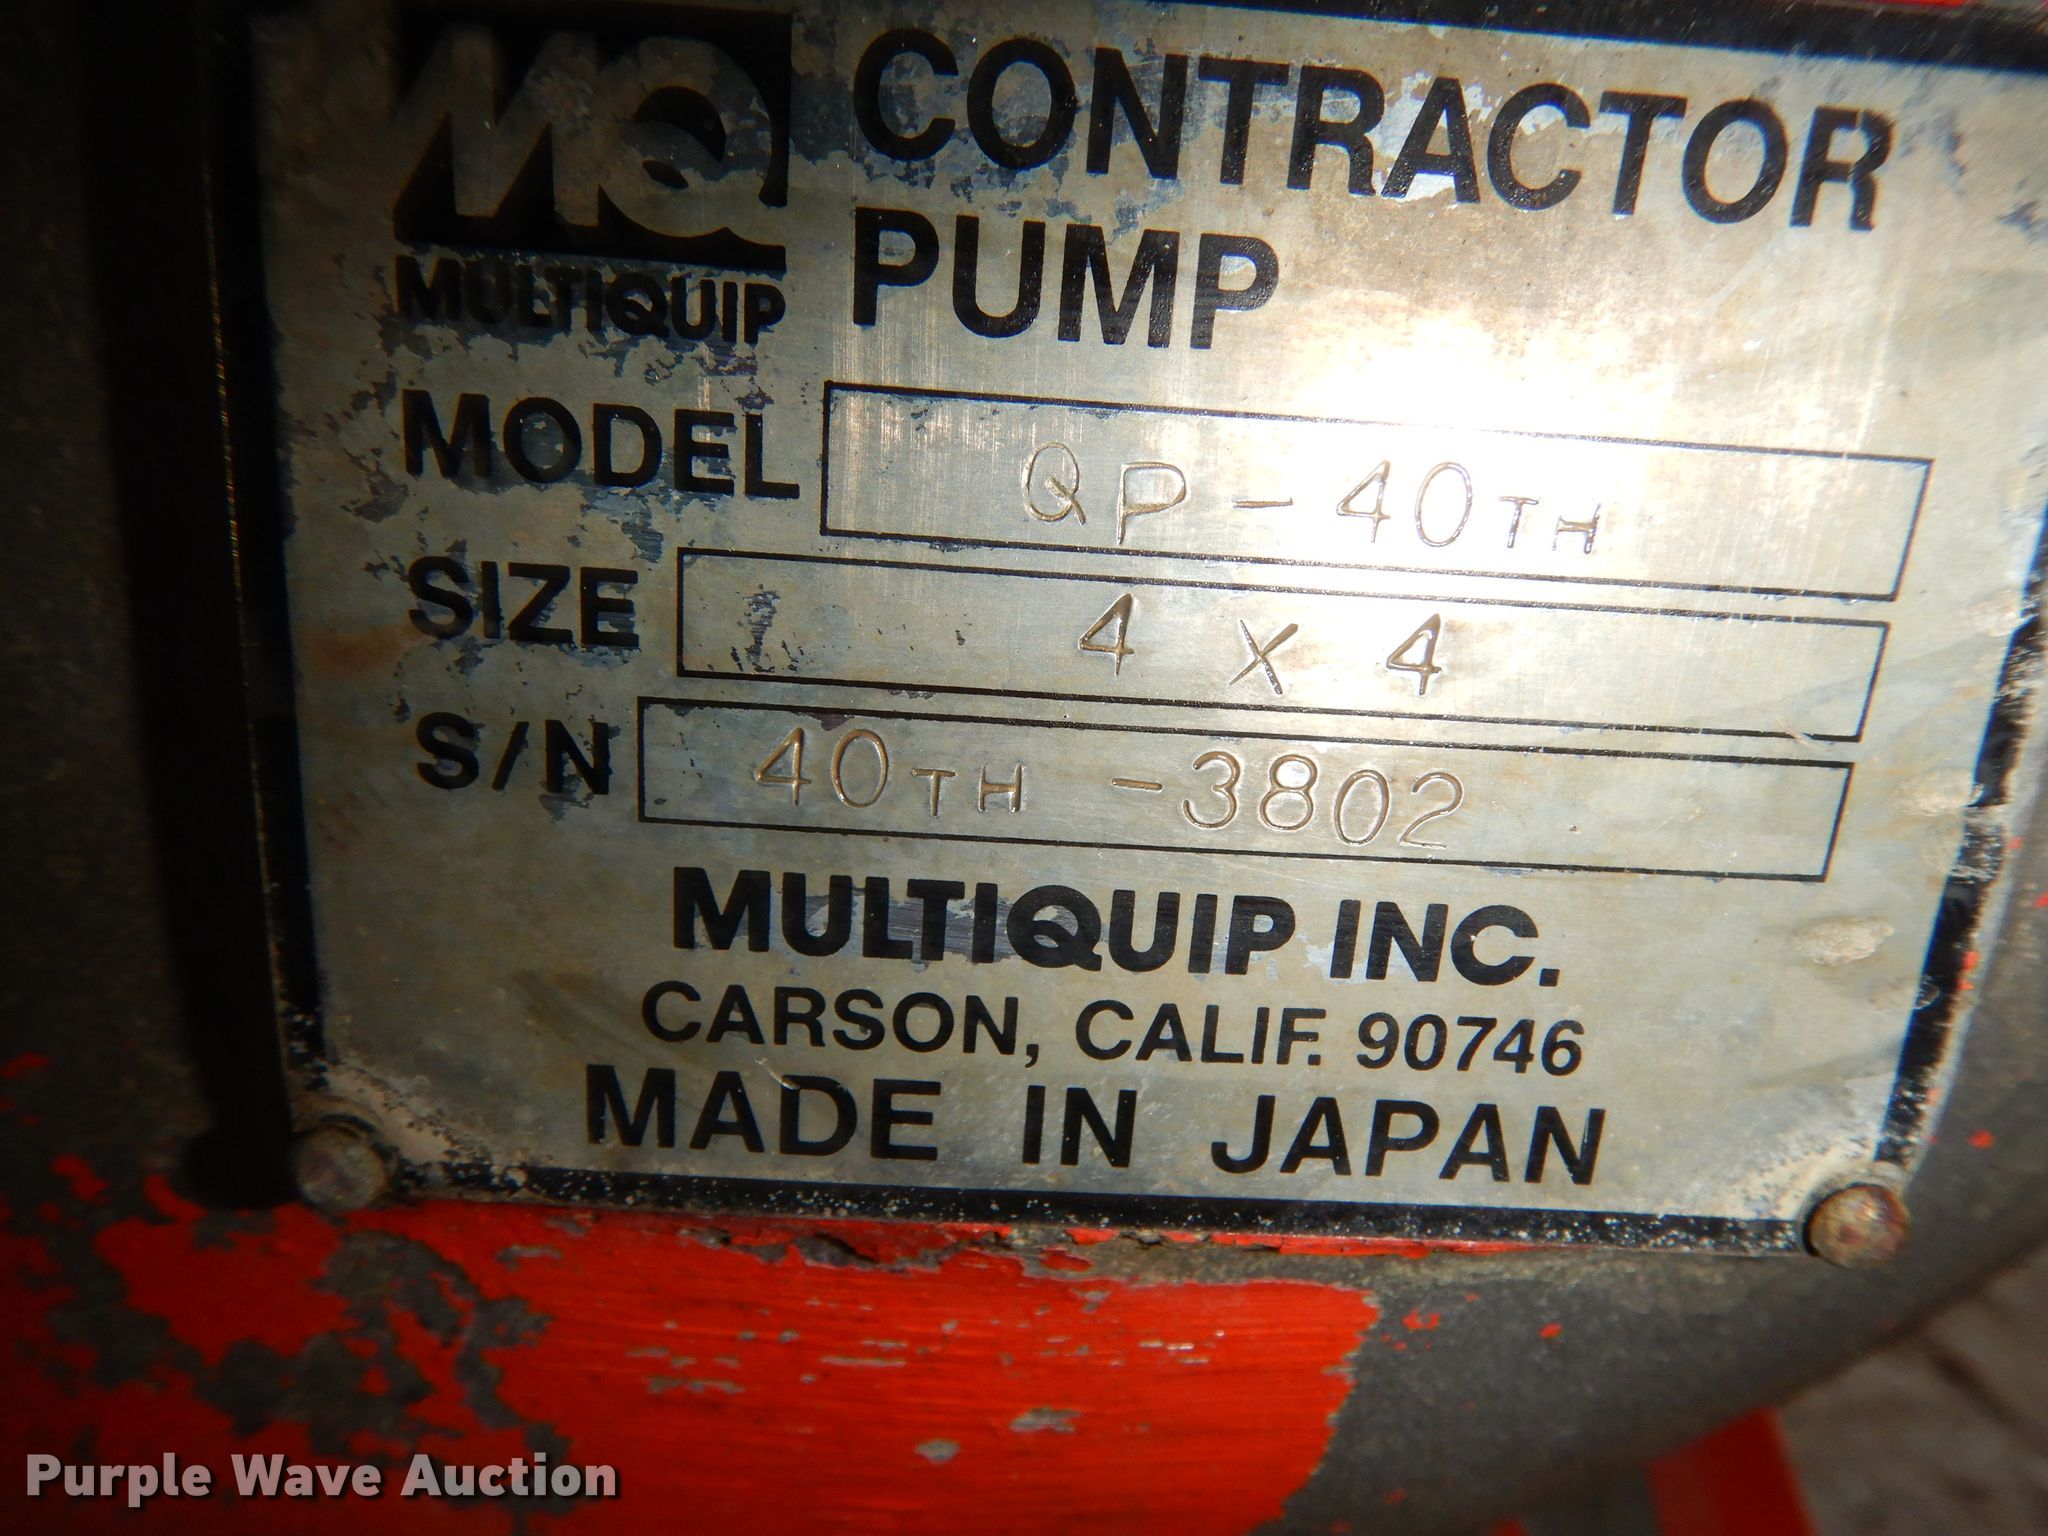 MQ CONTRACTOR
MULTIQUIP PUMP
MODEL QP-40TH
SIZE 4 X 4
S/N 40TH -3802
MULTIQUIP INC.
CARSON, CALIF. 90746
MADE IN JAPAN
Purple Wave Auction